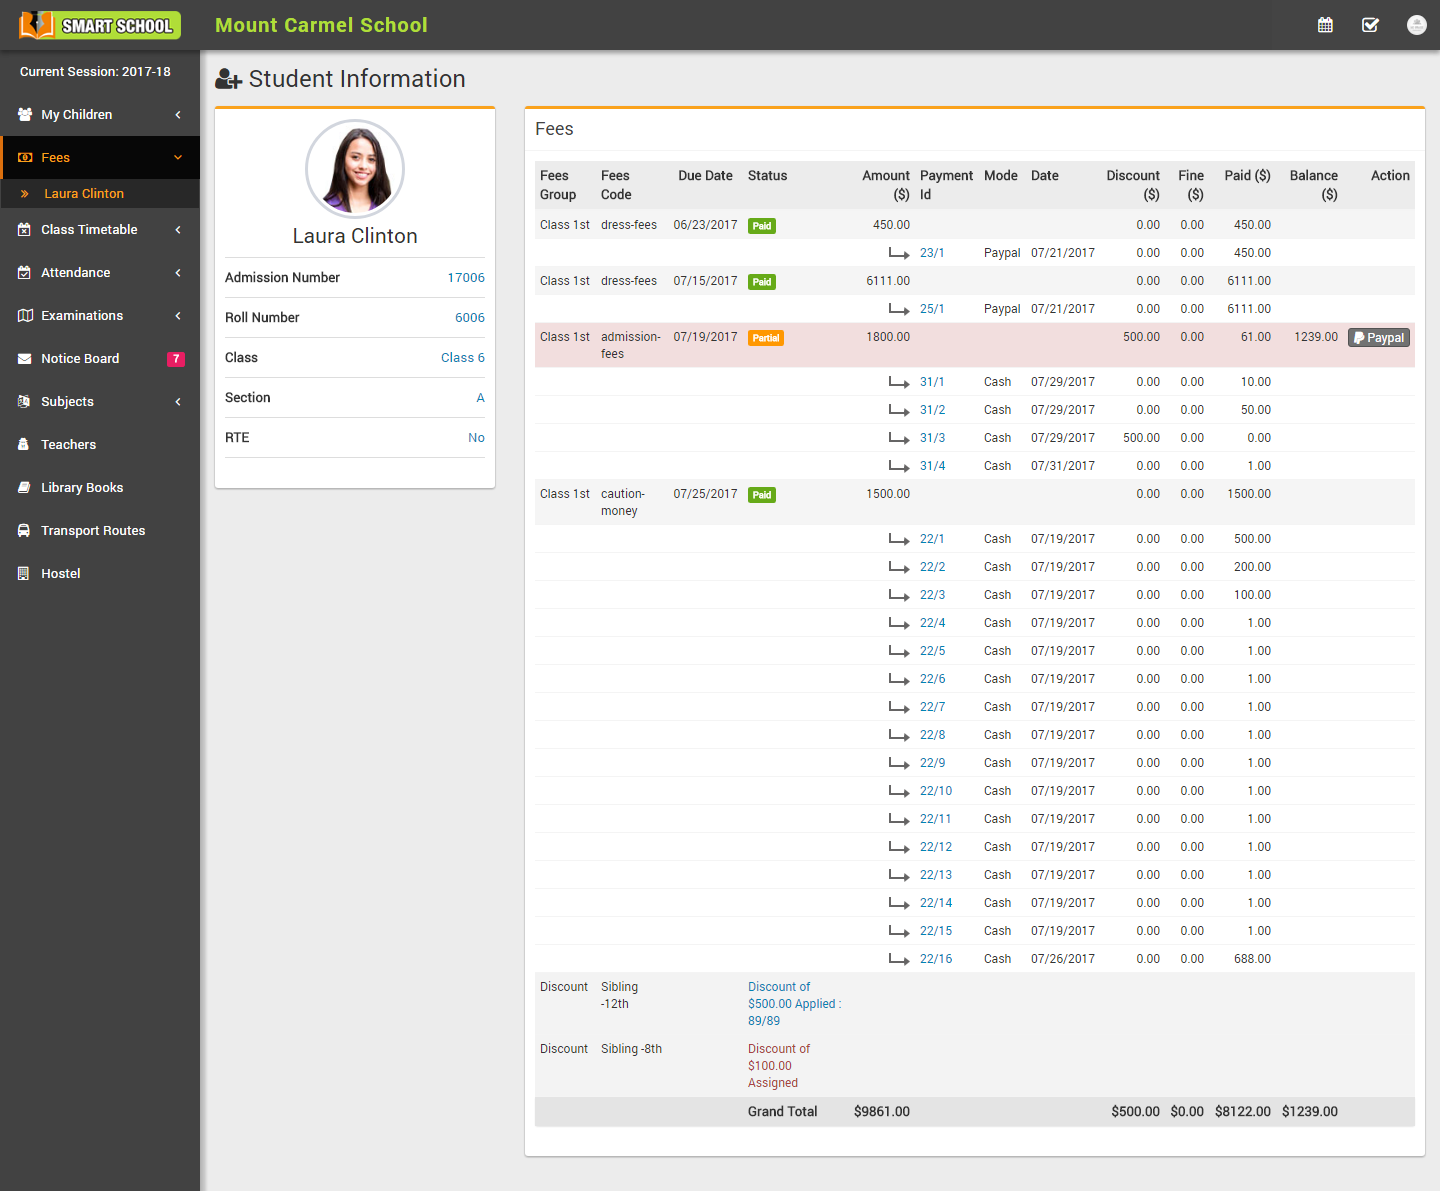 SMART SCHOOL
Mount Carmel School
Current Session: 2017-18
My Children
Fees
Laura Clinton
Class Timetable
Attendance
Examinations
Notice Board 7
Subjects
Teachers
Library Books
Transport Routes
Hostel
Student Information
Laura Clinton
Admission Number 17006
Roll Number 6006
Class Class 6
Section A
RTE No
Fees
Fees Group Fees Code Due Date Status Amount ($) Payment Id Mode Date Discount ($) Fine ($) Paid ($) Balance ($) Action
Class 1st dress-fees 06/23/2017 Paid 450.00 0.00 0.00 450.00
23/1 Paypal 07/21/2017 0.00 0.00 450.00
Class 1st dress-fees 07/15/2017 Paid 6111.00 0.00 0.00 6111.00
25/1 Paypal 07/21/2017 0.00 0.00 6111.00
Class 1st admission-fees 07/19/2017 Partial 1800.00 500.00 0.00 61.00 1239.00 Paypal
31/1 Cash 07/29/2017 0.00 0.00 10.00
31/2 Cash 07/29/2017 0.00 0.00 50.00
31/3 Cash 07/29/2017 500.00 0.00 0.00
31/4 Cash 07/31/2017 0.00 0.00 1.00
Class 1st caution-money 07/25/2017 Paid 1500.00 0.00 0.00 1500.00
22/1 Cash 07/19/2017 0.00 0.00 500.00
22/2 Cash 07/19/2017 0.00 0.00 200.00
22/3 Cash 07/19/2017 0.00 0.00 100.00
22/4 Cash 07/19/2017 0.00 0.00 1.00
22/5 Cash 07/19/2017 0.00 0.00 1.00
22/6 Cash 07/19/2017 0.00 0.00 1.00
22/7 Cash 07/19/2017 0.00 0.00 1.00
22/8 Cash 07/19/2017 0.00 0.00 1.00
22/9 Cash 07/19/2017 0.00 0.00 1.00
22/10 Cash 07/19/2017 0.00 0.00 1.00
22/11 Cash 07/19/2017 0.00 0.00 1.00
22/12 Cash 07/19/2017 0.00 0.00 1.00
22/13 Cash 07/19/2017 0.00 0.00 1.00
22/14 Cash 07/19/2017 0.00 0.00 1.00
22/15 Cash 07/19/2017 0.00 0.00 1.00
22/16 Cash 07/26/2017 0.00 0.00 688.00
Discount Sibling -12th Discount of $500.00 Applied : 89/89
Discount Sibling -8th Discount of $100.00 Assigned
Grand Total $9861.00 $500.00 $0.00 $8122.00 $1239.00